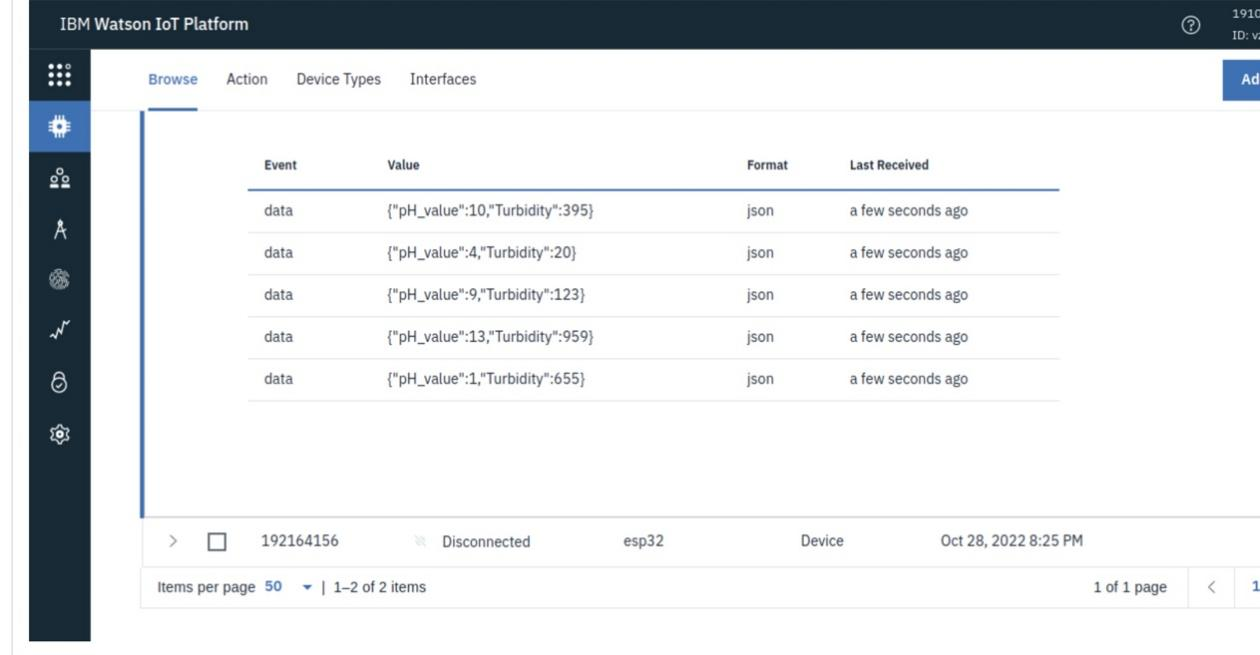 IBM Watson IoT Platform
1910
ID: v
Browse Action Device Types Interfaces
Ad
Event Value Format Last Received
data {"pH_value":10,"Turbidity":395} json a few seconds ago
data {"pH_value":4,"Turbidity":20} json a few seconds ago
data {"pH_value":9,"Turbidity":123} json a few seconds ago
data {"pH_value":13,"Turbidity":959} json a few seconds ago
data {"pH_value":1,"Turbidity":655} json a few seconds ago
192164156 Disconnected esp32 Device Oct 28, 2022 8:25 PM
Items per page 50 | 1–2 of 2 items 1 of 1 page < 1